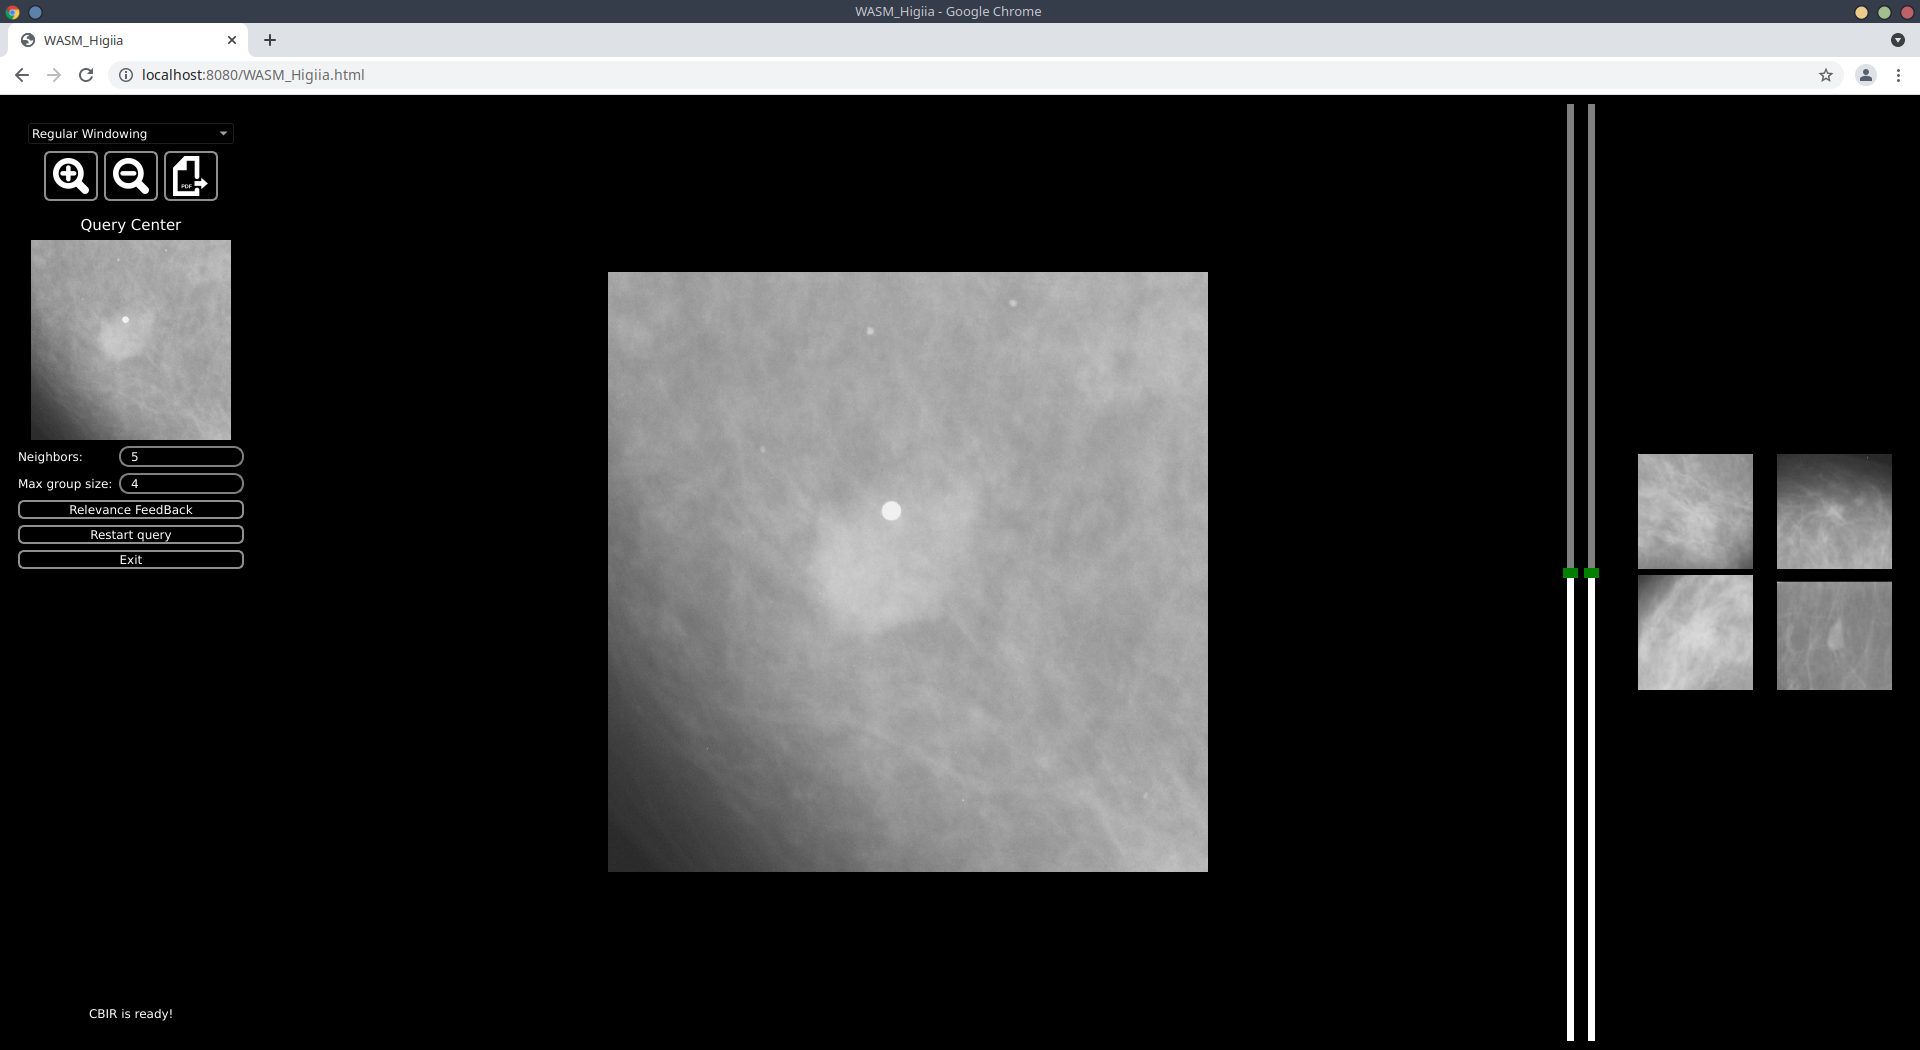 WASM_Higiia - Google Chrome
WASM_Higiia
localhost:8080/WASM_Higiia.html
Regular Windowing
PDF
Query Center
Neighbors: 5
Max group size: 4
Relevance FeedBack
Restart query
Exit
CBIR is ready!